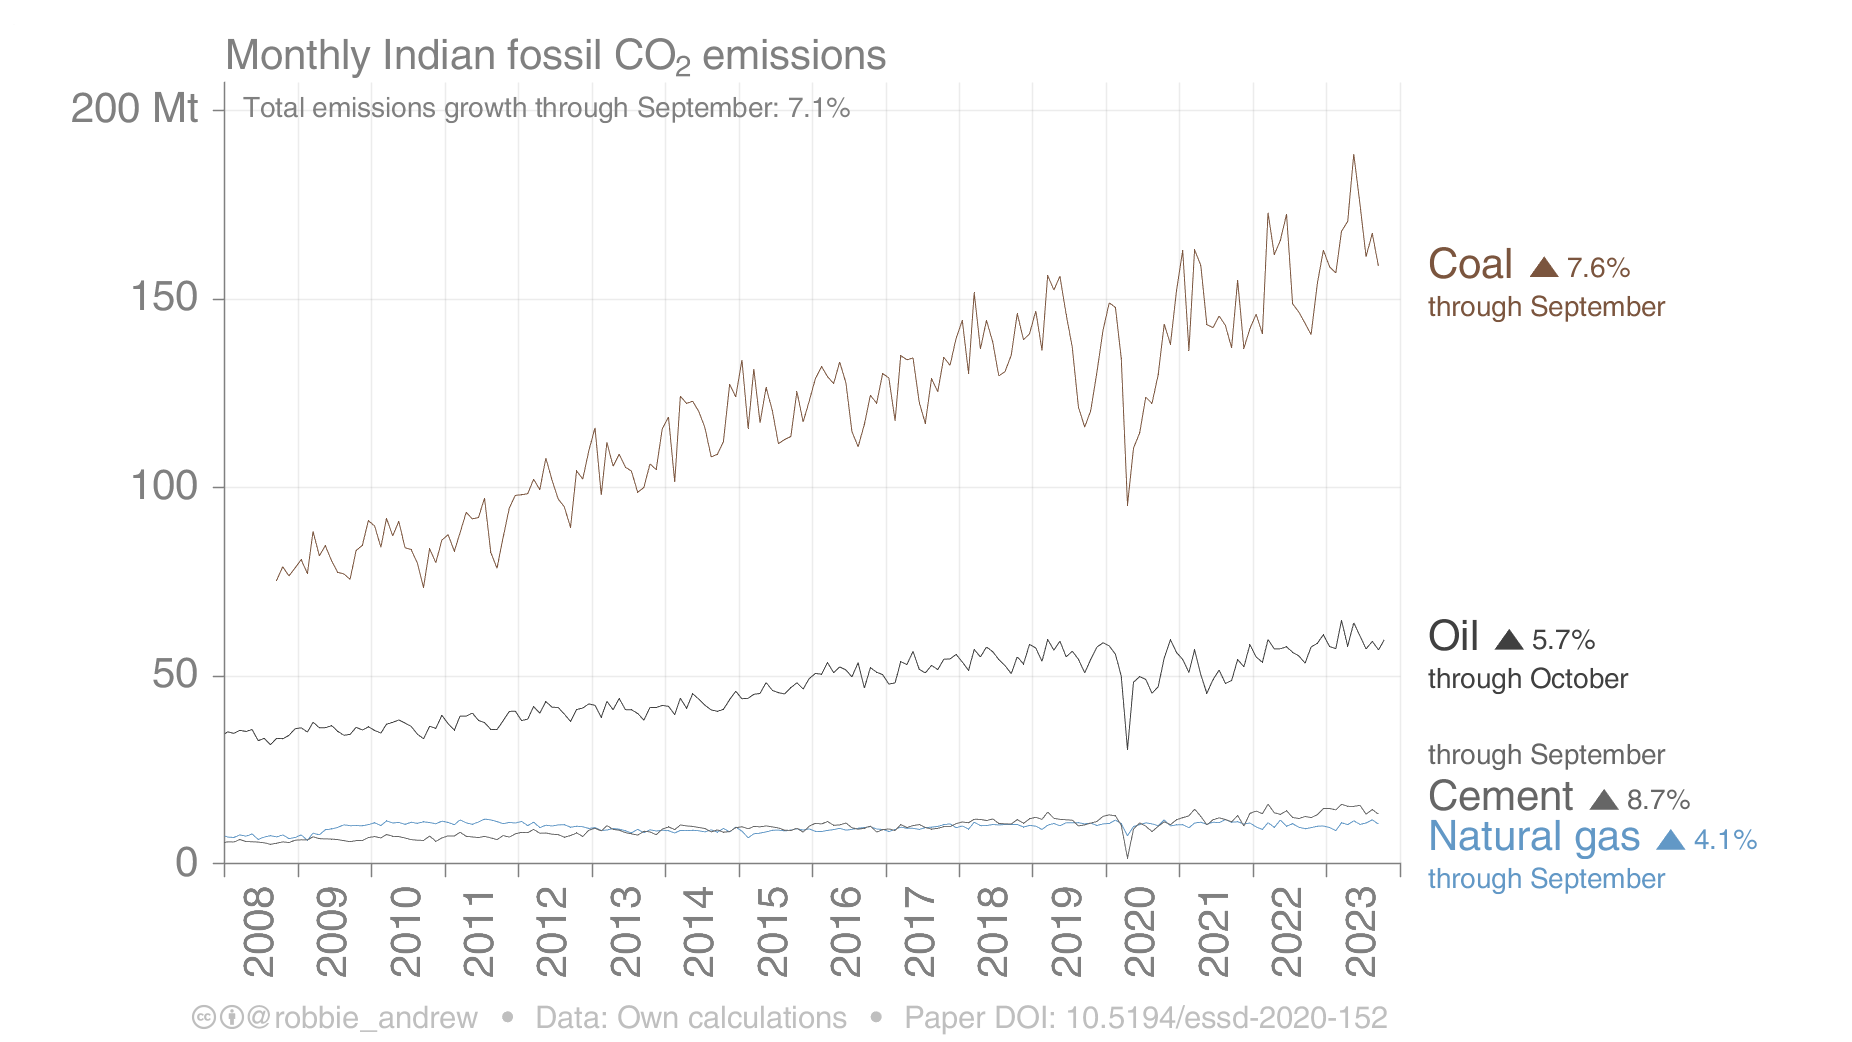 Monthly Indian fossil CO₂ emissions
Total emissions growth through September: 7.1%
200 Mt
150
100
50
0
2008
2009
2010
2011
2012
2013
2014
2015
2016
2017
2018
2019
2020
2021
2022
2023
Coal ▲ 7.6%
through September
Oil ▲ 5.7%
through October
through September
Cement ▲ 8.7%
Natural gas ▲ 4.1%
through September
@robbie_andrew • Data: Own calculations • Paper DOI: 10.5194/essd-2020-152